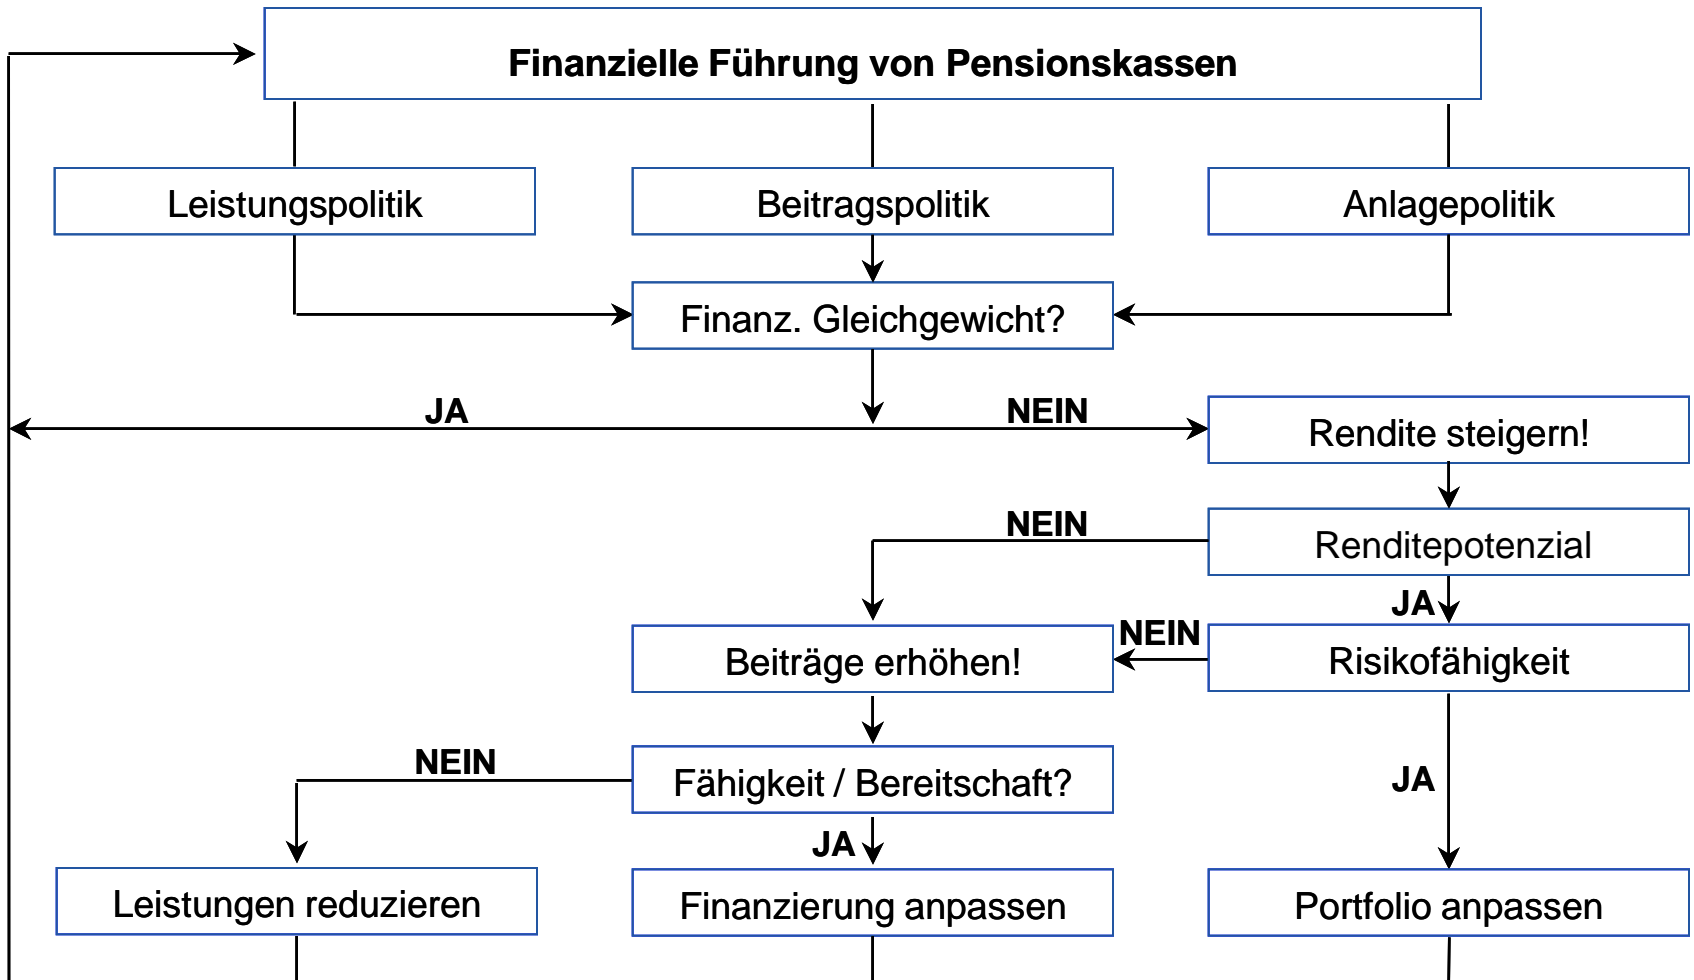 Finanzielle Führung von Pensionskassen
Leistungspolitik
Beitragspolitik
Anlagepolitik
Finanz. Gleichgewicht?
JA
NEIN
Rendite steigern!
NEIN
Renditepotenzial
JA
NEIN
Beiträge erhöhen!
Risikofähigkeit
NEIN
Fähigkeit / Bereitschaft?
JA
JA
Leistungen reduzieren
Finanzierung anpassen
Portfolio anpassen